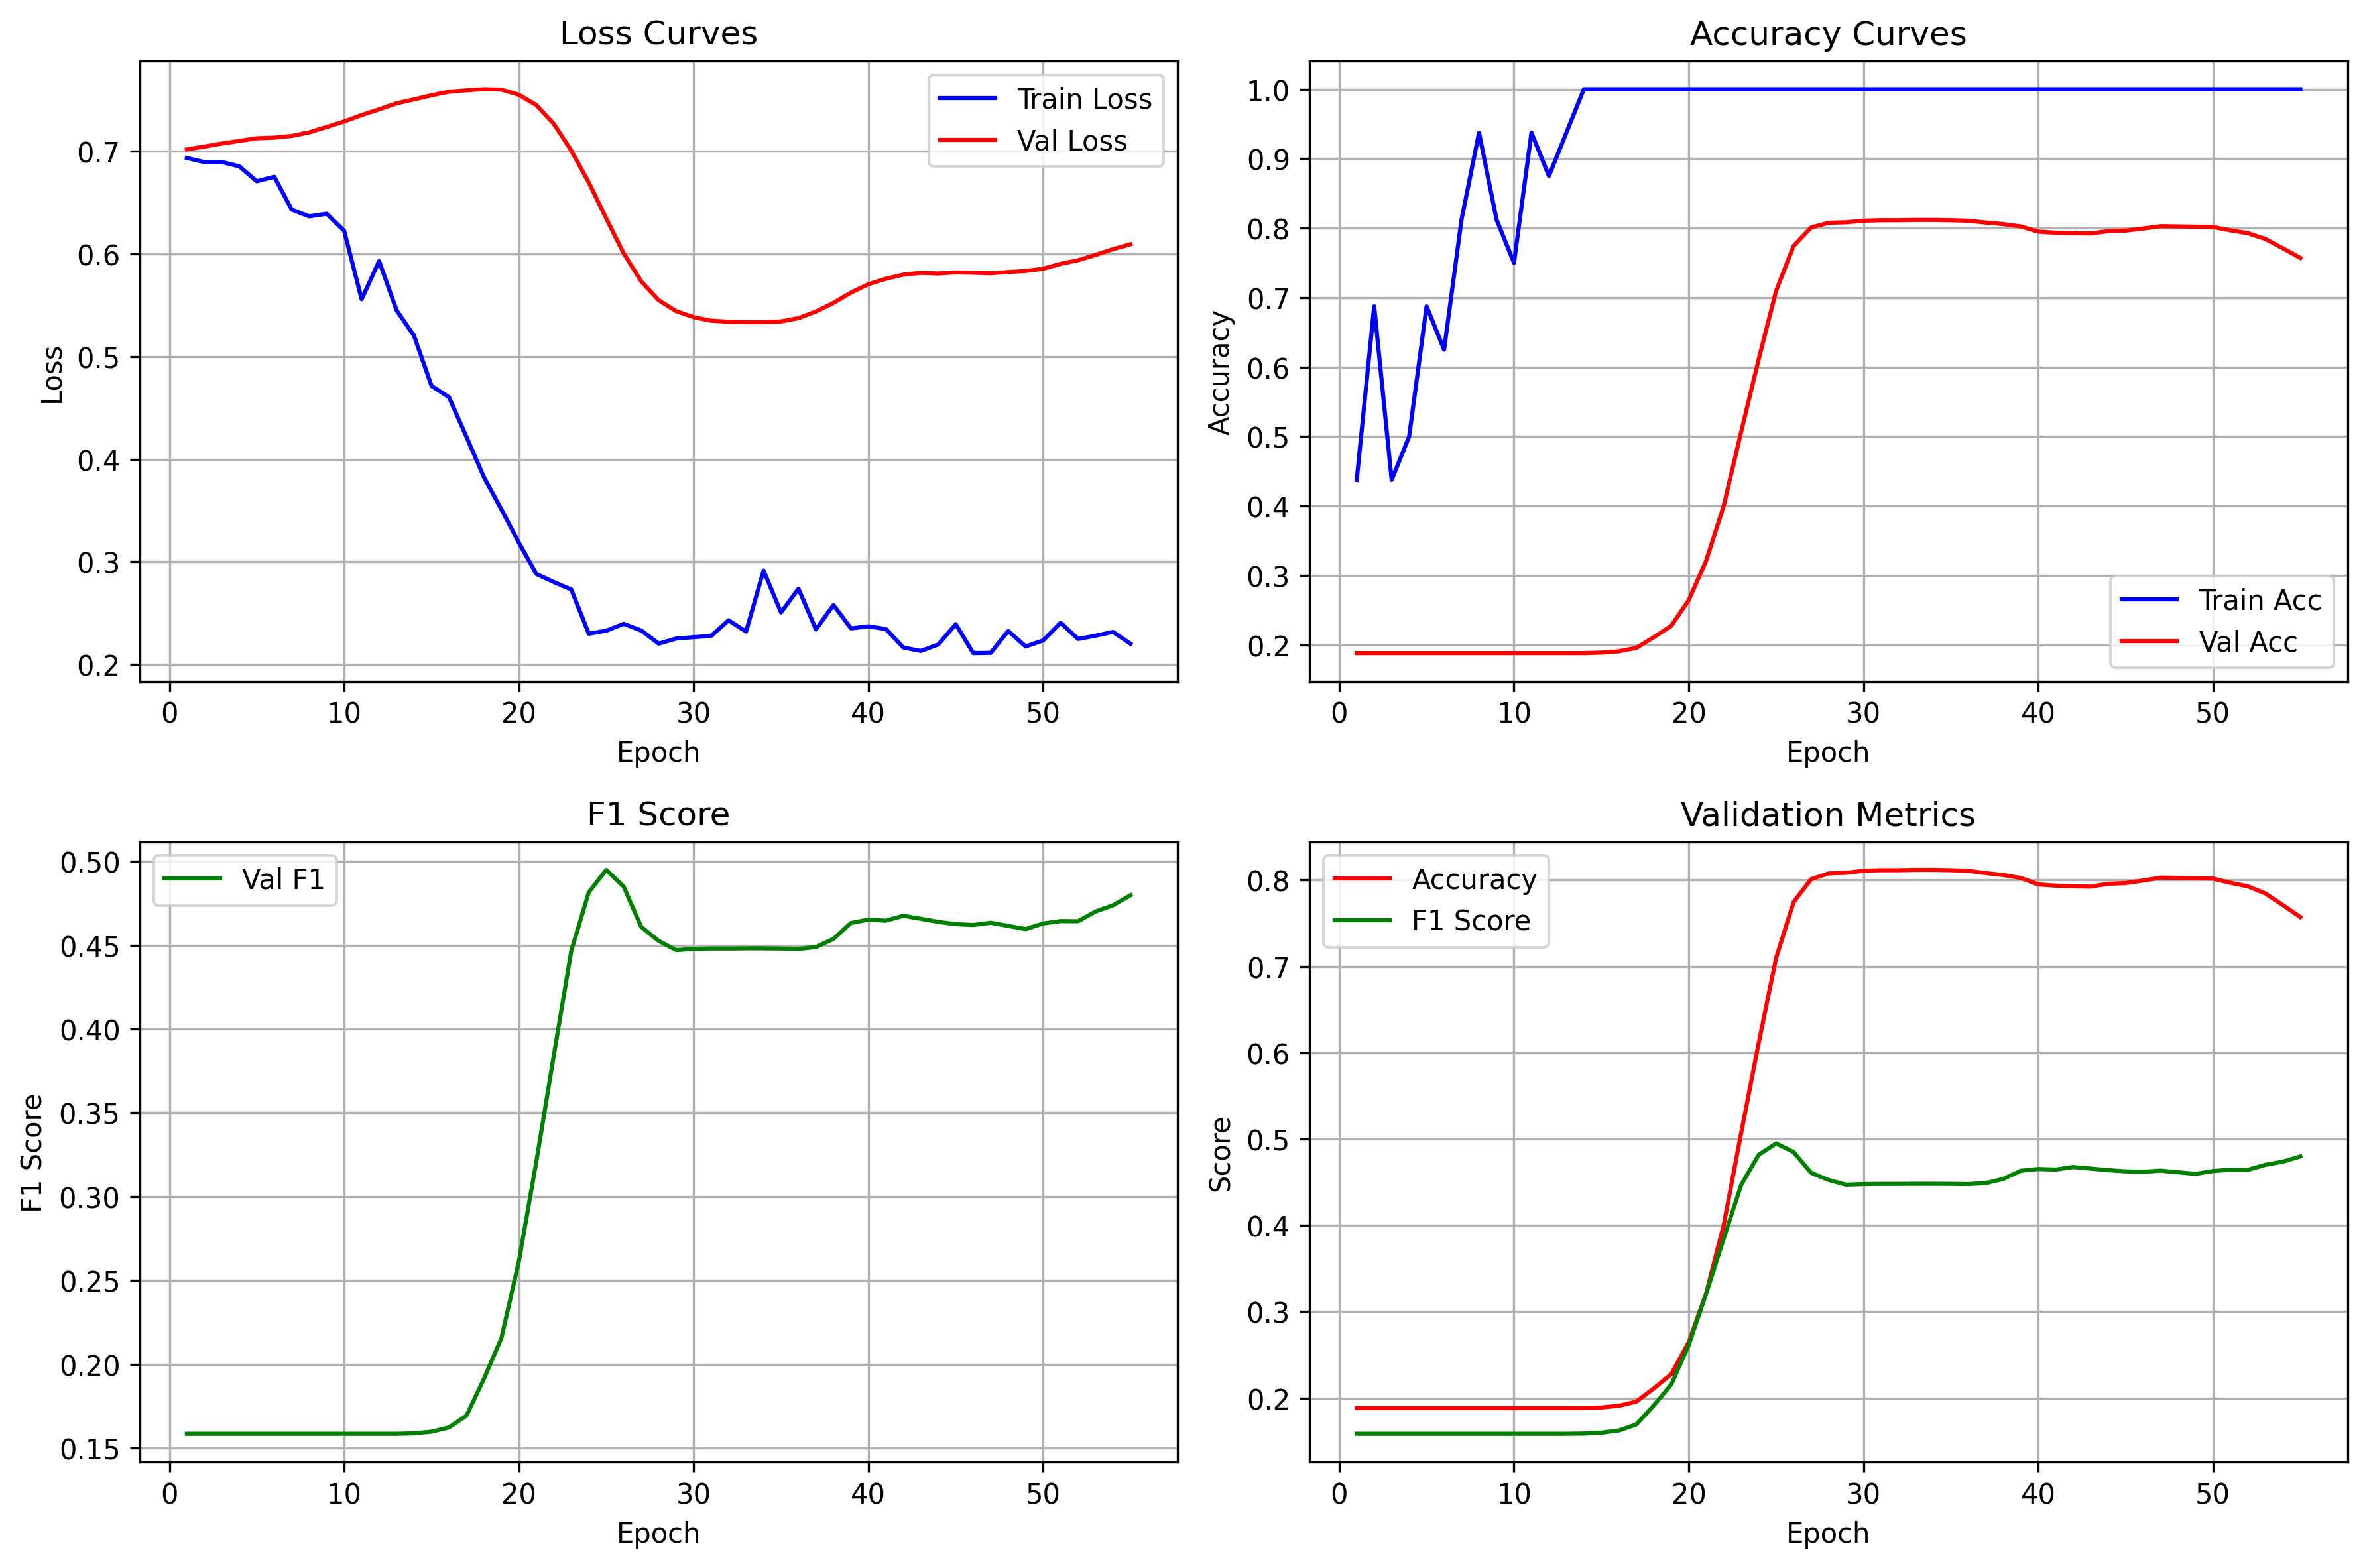 Loss Curves
Train Loss
Val Loss
0.7
0.6
0.5
0.4
0.3
0.2
Loss
0 10 20 30 40 50
Epoch
Accuracy Curves
1.0
0.9
0.8
0.7
0.6
0.5
0.4
0.3
0.2
Accuracy
Train Acc
Val Acc
0 10 20 30 40 50
Epoch
F1 Score
Val F1
0.50
0.45
0.40
0.35
0.30
0.25
0.20
0.15
F1 Score
0 10 20 30 40 50
Epoch
Validation Metrics
Accuracy
F1 Score
0.8
0.7
0.6
0.5
0.4
0.3
0.2
Score
0 10 20 30 40 50
Epoch